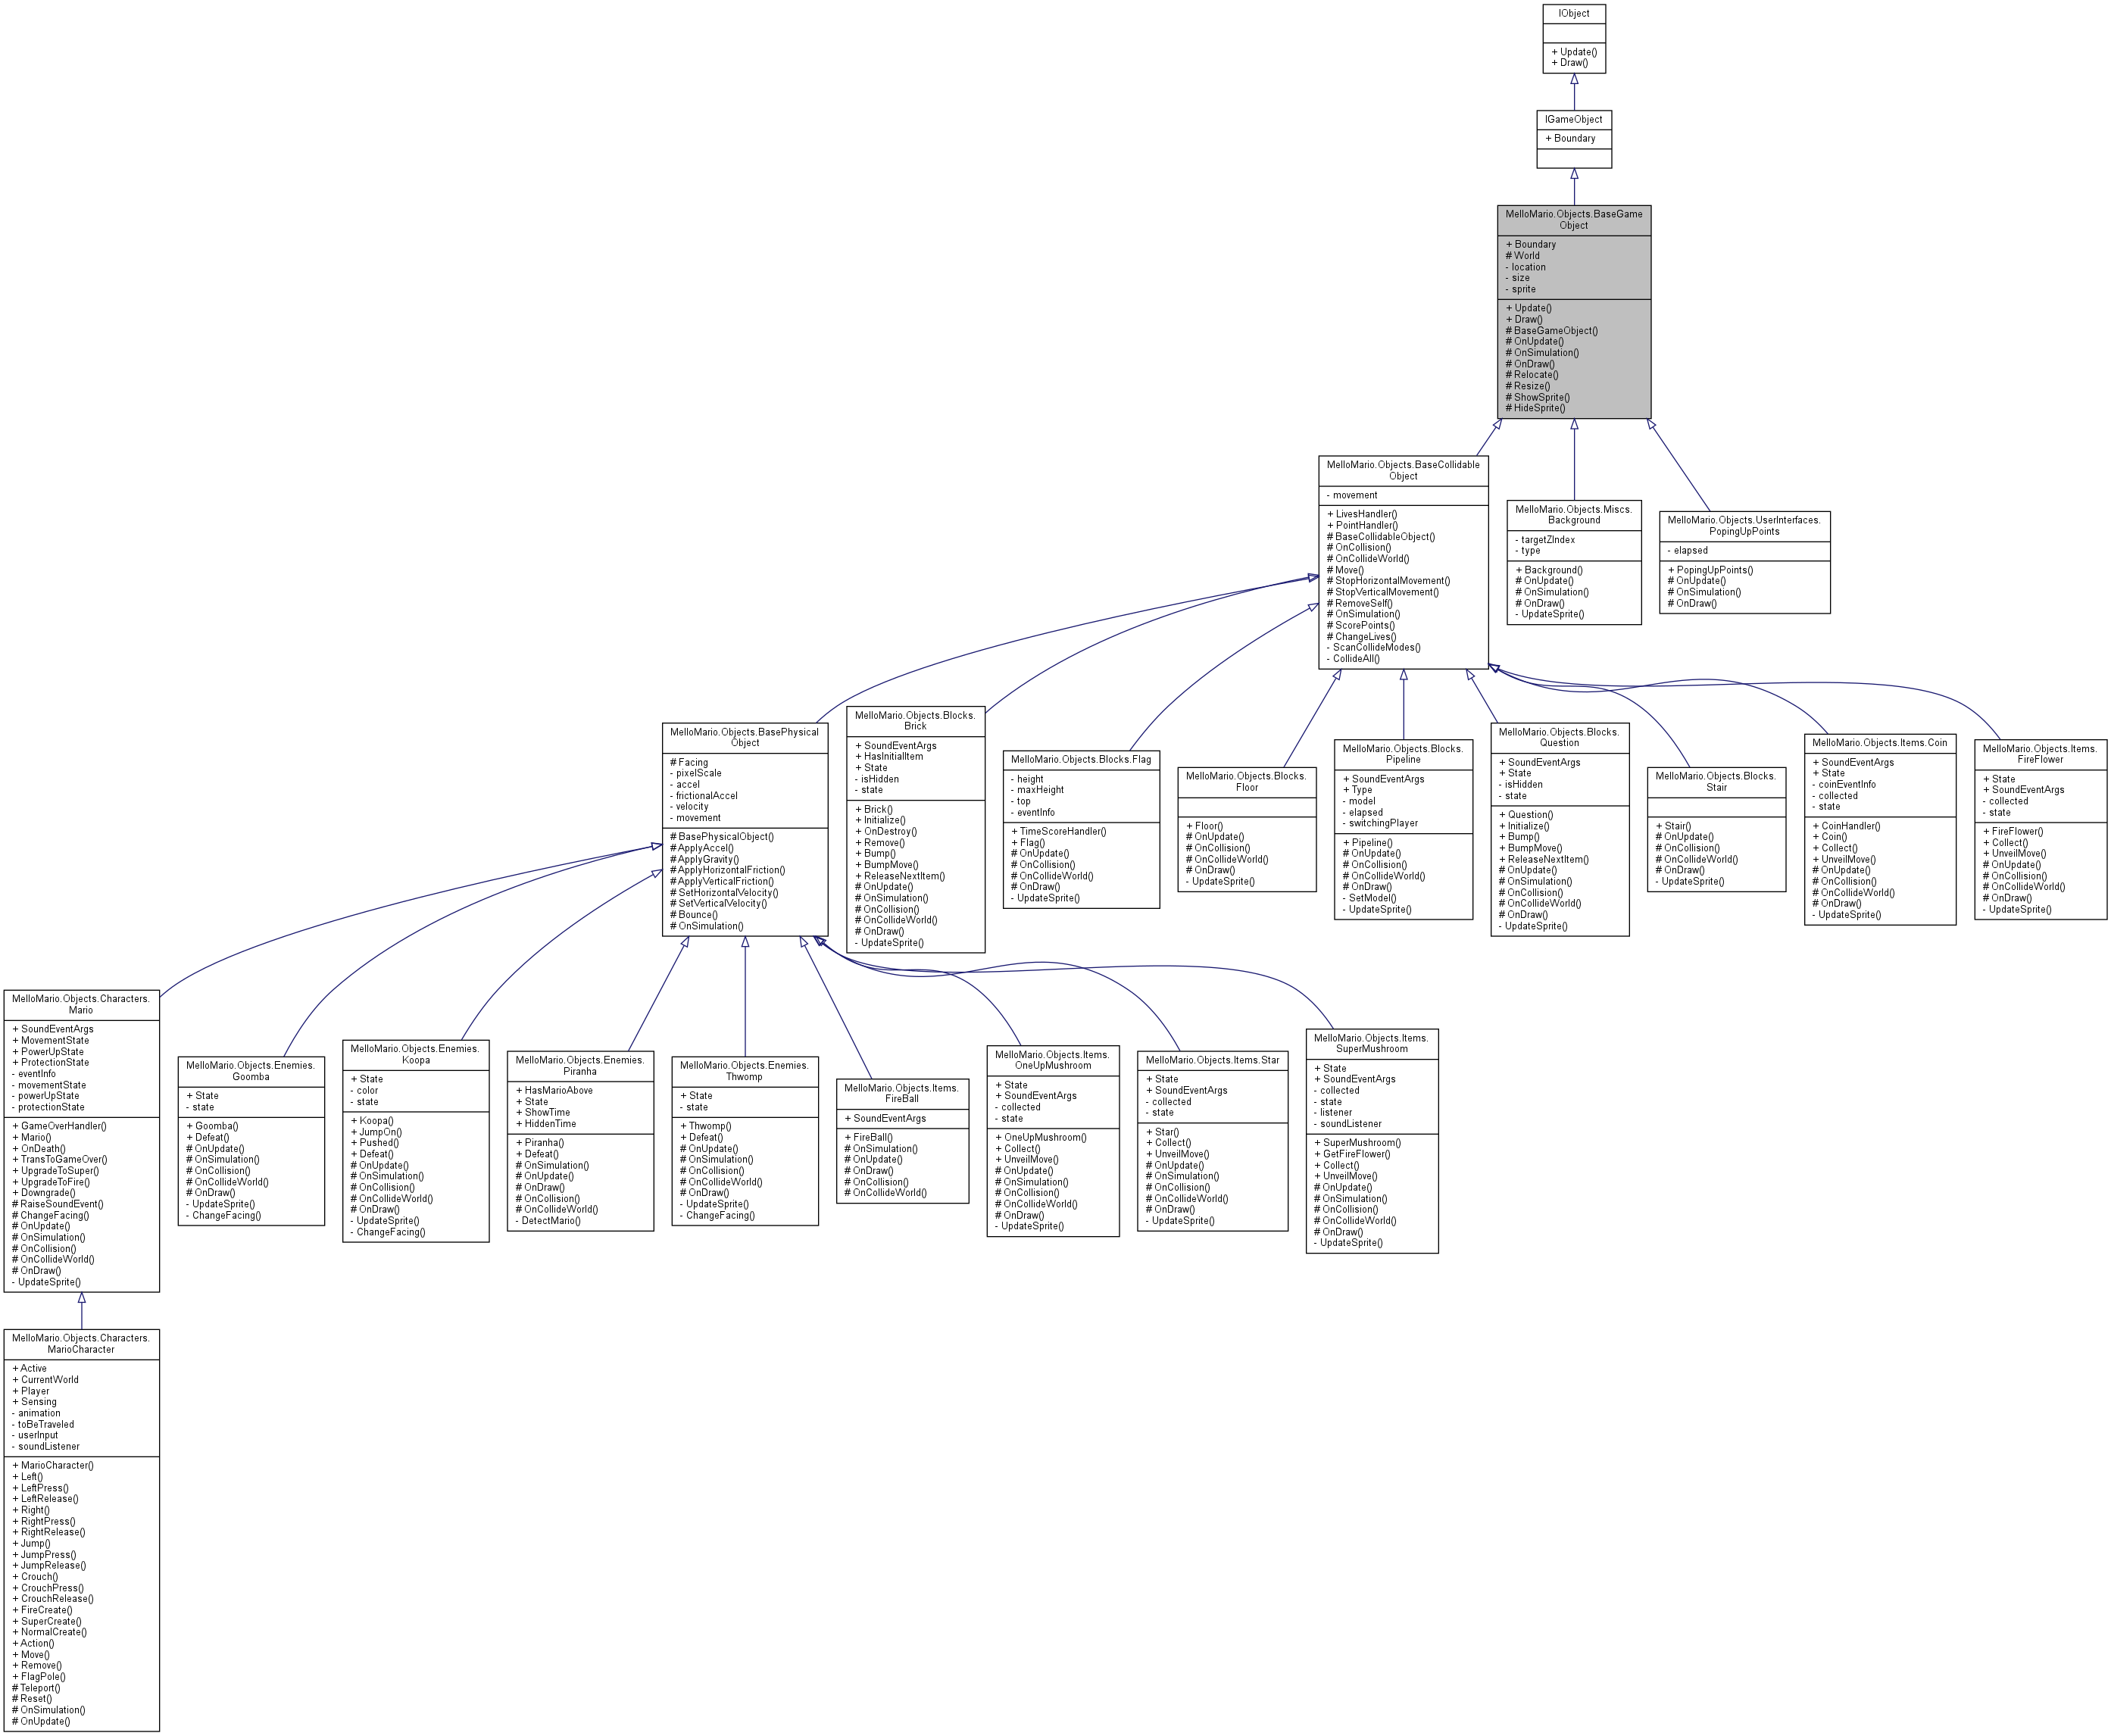 IObject
+ Update()
+ Draw()
IGameObject
+ Boundary
MelloMario.Objects.BaseGame
Object
+ Boundary
# World
- location
- size
- sprite
+ Update()
+ Draw()
# BaseGameObject()
# OnUpdate()
# OnSimulation()
# OnDraw()
# Relocate()
# Resize()
# ShowSprite()
# HideSprite()
MelloMario.Objects.BaseCollidable
Object
- movement
+ LivesHandler()
+ PointHandler()
# BaseCollidableObject()
# OnCollision()
# OnCollideWorld()
# Move()
# StopHorizontalMovement()
# StopVerticalMovement()
# RemoveSelf()
# OnSimulation()
# ScorePoints()
# ChangeLives()
- ScanCollideModes()
- CollideAll()
MelloMario.Objects.Miscs.
Background
- targetZIndex
- type
+ Background()
# OnUpdate()
# OnSimulation()
# OnDraw()
- UpdateSprite()
MelloMario.Objects.UserInterfaces.
PopingUpPoints
- elapsed
+ PopingUpPoints()
# OnUpdate()
# OnSimulation()
# OnDraw()
MelloMario.Objects.BasePhysical
Object
# Facing
- pixelScale
- accel
- frictionalAccel
- velocity
- movement
# BasePhysicalObject()
# ApplyAccel()
# ApplyGravity()
# ApplyHorizontalFriction()
# ApplyVerticalFriction()
# SetHorizontalVelocity()
# SetVerticalVelocity()
# Bounce()
# OnSimulation()
MelloMario.Objects.Blocks.
Brick
+ SoundEventArgs
+ HasInitialItem
+ State
- isHidden
- state
+ Brick()
+ Initialize()
+ OnDestroy()
+ Remove()
+ Bump()
+ BumpMove()
+ ReleaseNextItem()
# OnUpdate()
# OnSimulation()
# OnCollision()
# OnCollideWorld()
# OnDraw()
- UpdateSprite()
MelloMario.Objects.Blocks.Flag
- height
- maxHeight
- top
- eventInfo
+ TimeScoreHandler()
+ Flag()
# OnUpdate()
# OnCollision()
# OnCollideWorld()
# OnDraw()
- UpdateSprite()
MelloMario.Objects.Blocks.
Floor
+ Floor()
# OnUpdate()
# OnCollision()
# OnCollideWorld()
# OnDraw()
- UpdateSprite()
MelloMario.Objects.Blocks.
Pipeline
+ SoundEventArgs
+ Type
- model
- elapsed
- switchingPlayer
+ Pipeline()
# OnUpdate()
# OnCollision()
# OnCollideWorld()
# OnDraw()
- SetModel()
- UpdateSprite()
MelloMario.Objects.Blocks.
Question
+ SoundEventArgs
+ State
- isHidden
- state
+ Question()
+ Initialize()
+ Bump()
+ BumpMove()
+ ReleaseNextItem()
# OnUpdate()
# OnSimulation()
# OnCollision()
# OnCollideWorld()
# OnDraw()
- UpdateSprite()
MelloMario.Objects.Blocks.
Stair
+ Stair()
# OnUpdate()
# OnCollision()
# OnCollideWorld()
# OnDraw()
- UpdateSprite()
MelloMario.Objects.Items.Coin
+ SoundEventArgs
+ State
- coinEventInfo
- collected
- state
+ CoinHandler()
+ Coin()
+ Collect()
+ UnveilMove()
# OnUpdate()
# OnCollision()
# OnCollideWorld()
# OnDraw()
- UpdateSprite()
MelloMario.Objects.Items.
FireFlower
+ State
+ SoundEventArgs
- collected
- state
+ FireFlower()
+ Collect()
+ UnveilMove()
# OnUpdate()
# OnCollision()
# OnCollideWorld()
# OnDraw()
- UpdateSprite()
MelloMario.Objects.Characters.
Mario
+ SoundEventArgs
+ MovementState
+ PowerUpState
+ ProtectionState
- eventInfo
- movementState
- powerUpState
- protectionState
+ GameOverHandler()
+ Mario()
+ OnDeath()
+ TransToGameOver()
+ UpgradeToSuper()
+ UpgradeToFire()
+ Downgrade()
# RaiseSoundEvent()
# ChangeFacing()
# OnUpdate()
# OnSimulation()
# OnCollision()
# OnCollideWorld()
# OnDraw()
- UpdateSprite()
MelloMario.Objects.Enemies.
Goomba
+ State
- state
+ Goomba()
+ Defeat()
# OnUpdate()
# OnSimulation()
# OnCollision()
# OnCollideWorld()
# OnDraw()
- UpdateSprite()
- ChangeFacing()
MelloMario.Objects.Enemies.
Koopa
+ State
- color
- state
+ Koopa()
+ JumpOn()
+ Pushed()
+ Defeat()
# OnUpdate()
# OnSimulation()
# OnCollision()
# OnCollideWorld()
# OnDraw()
- UpdateSprite()
- ChangeFacing()
MelloMario.Objects.Enemies.
Piranha
+ HasMarioAbove
+ State
+ ShowTime
+ HiddenTime
+ Piranha()
+ Defeat()
# OnSimulation()
# OnUpdate()
# OnDraw()
# OnCollision()
# OnCollideWorld()
- DetectMario()
MelloMario.Objects.Enemies.
Thwomp
+ State
- state
+ Thwomp()
+ Defeat()
# OnUpdate()
# OnSimulation()
# OnCollision()
# OnCollideWorld()
# OnDraw()
- UpdateSprite()
- ChangeFacing()
MelloMario.Objects.Items.
FireBall
+ SoundEventArgs
+ FireBall()
# OnSimulation()
# OnUpdate()
# OnDraw()
# OnCollision()
# OnCollideWorld()
MelloMario.Objects.Items.
OneUpMushroom
+ State
+ SoundEventArgs
- collected
- state
+ OneUpMushroom()
+ Collect()
+ UnveilMove()
# OnUpdate()
# OnSimulation()
# OnCollision()
# OnCollideWorld()
# OnDraw()
- UpdateSprite()
MelloMario.Objects.Items.Star
+ State
+ SoundEventArgs
- collected
- state
+ Star()
+ Collect()
+ UnveilMove()
# OnUpdate()
# OnSimulation()
# OnCollision()
# OnCollideWorld()
# OnDraw()
- UpdateSprite()
MelloMario.Objects.Items.
SuperMushroom
+ State
+ SoundEventArgs
- collected
- state
- listener
- soundListener
+ SuperMushroom()
+ GetFireFlower()
+ Collect()
+ UnveilMove()
# OnUpdate()
# OnSimulation()
# OnCollision()
# OnCollideWorld()
# OnDraw()
- UpdateSprite()
MelloMario.Objects.Characters.
MarioCharacter
+ Active
+ CurrentWorld
+ Player
+ Sensing
- animation
- toBeTraveled
- userInput
- soundListener
+ MarioCharacter()
+ Left()
+ LeftPress()
+ LeftRelease()
+ Right()
+ RightPress()
+ RightRelease()
+ Jump()
+ JumpPress()
+ JumpRelease()
+ Crouch()
+ CrouchPress()
+ CrouchRelease()
+ FireCreate()
+ SuperCreate()
+ NormalCreate()
+ Action()
+ Move()
+ Remove()
+ FlagPole()
# Teleport()
# Reset()
# OnSimulation()
# OnUpdate()